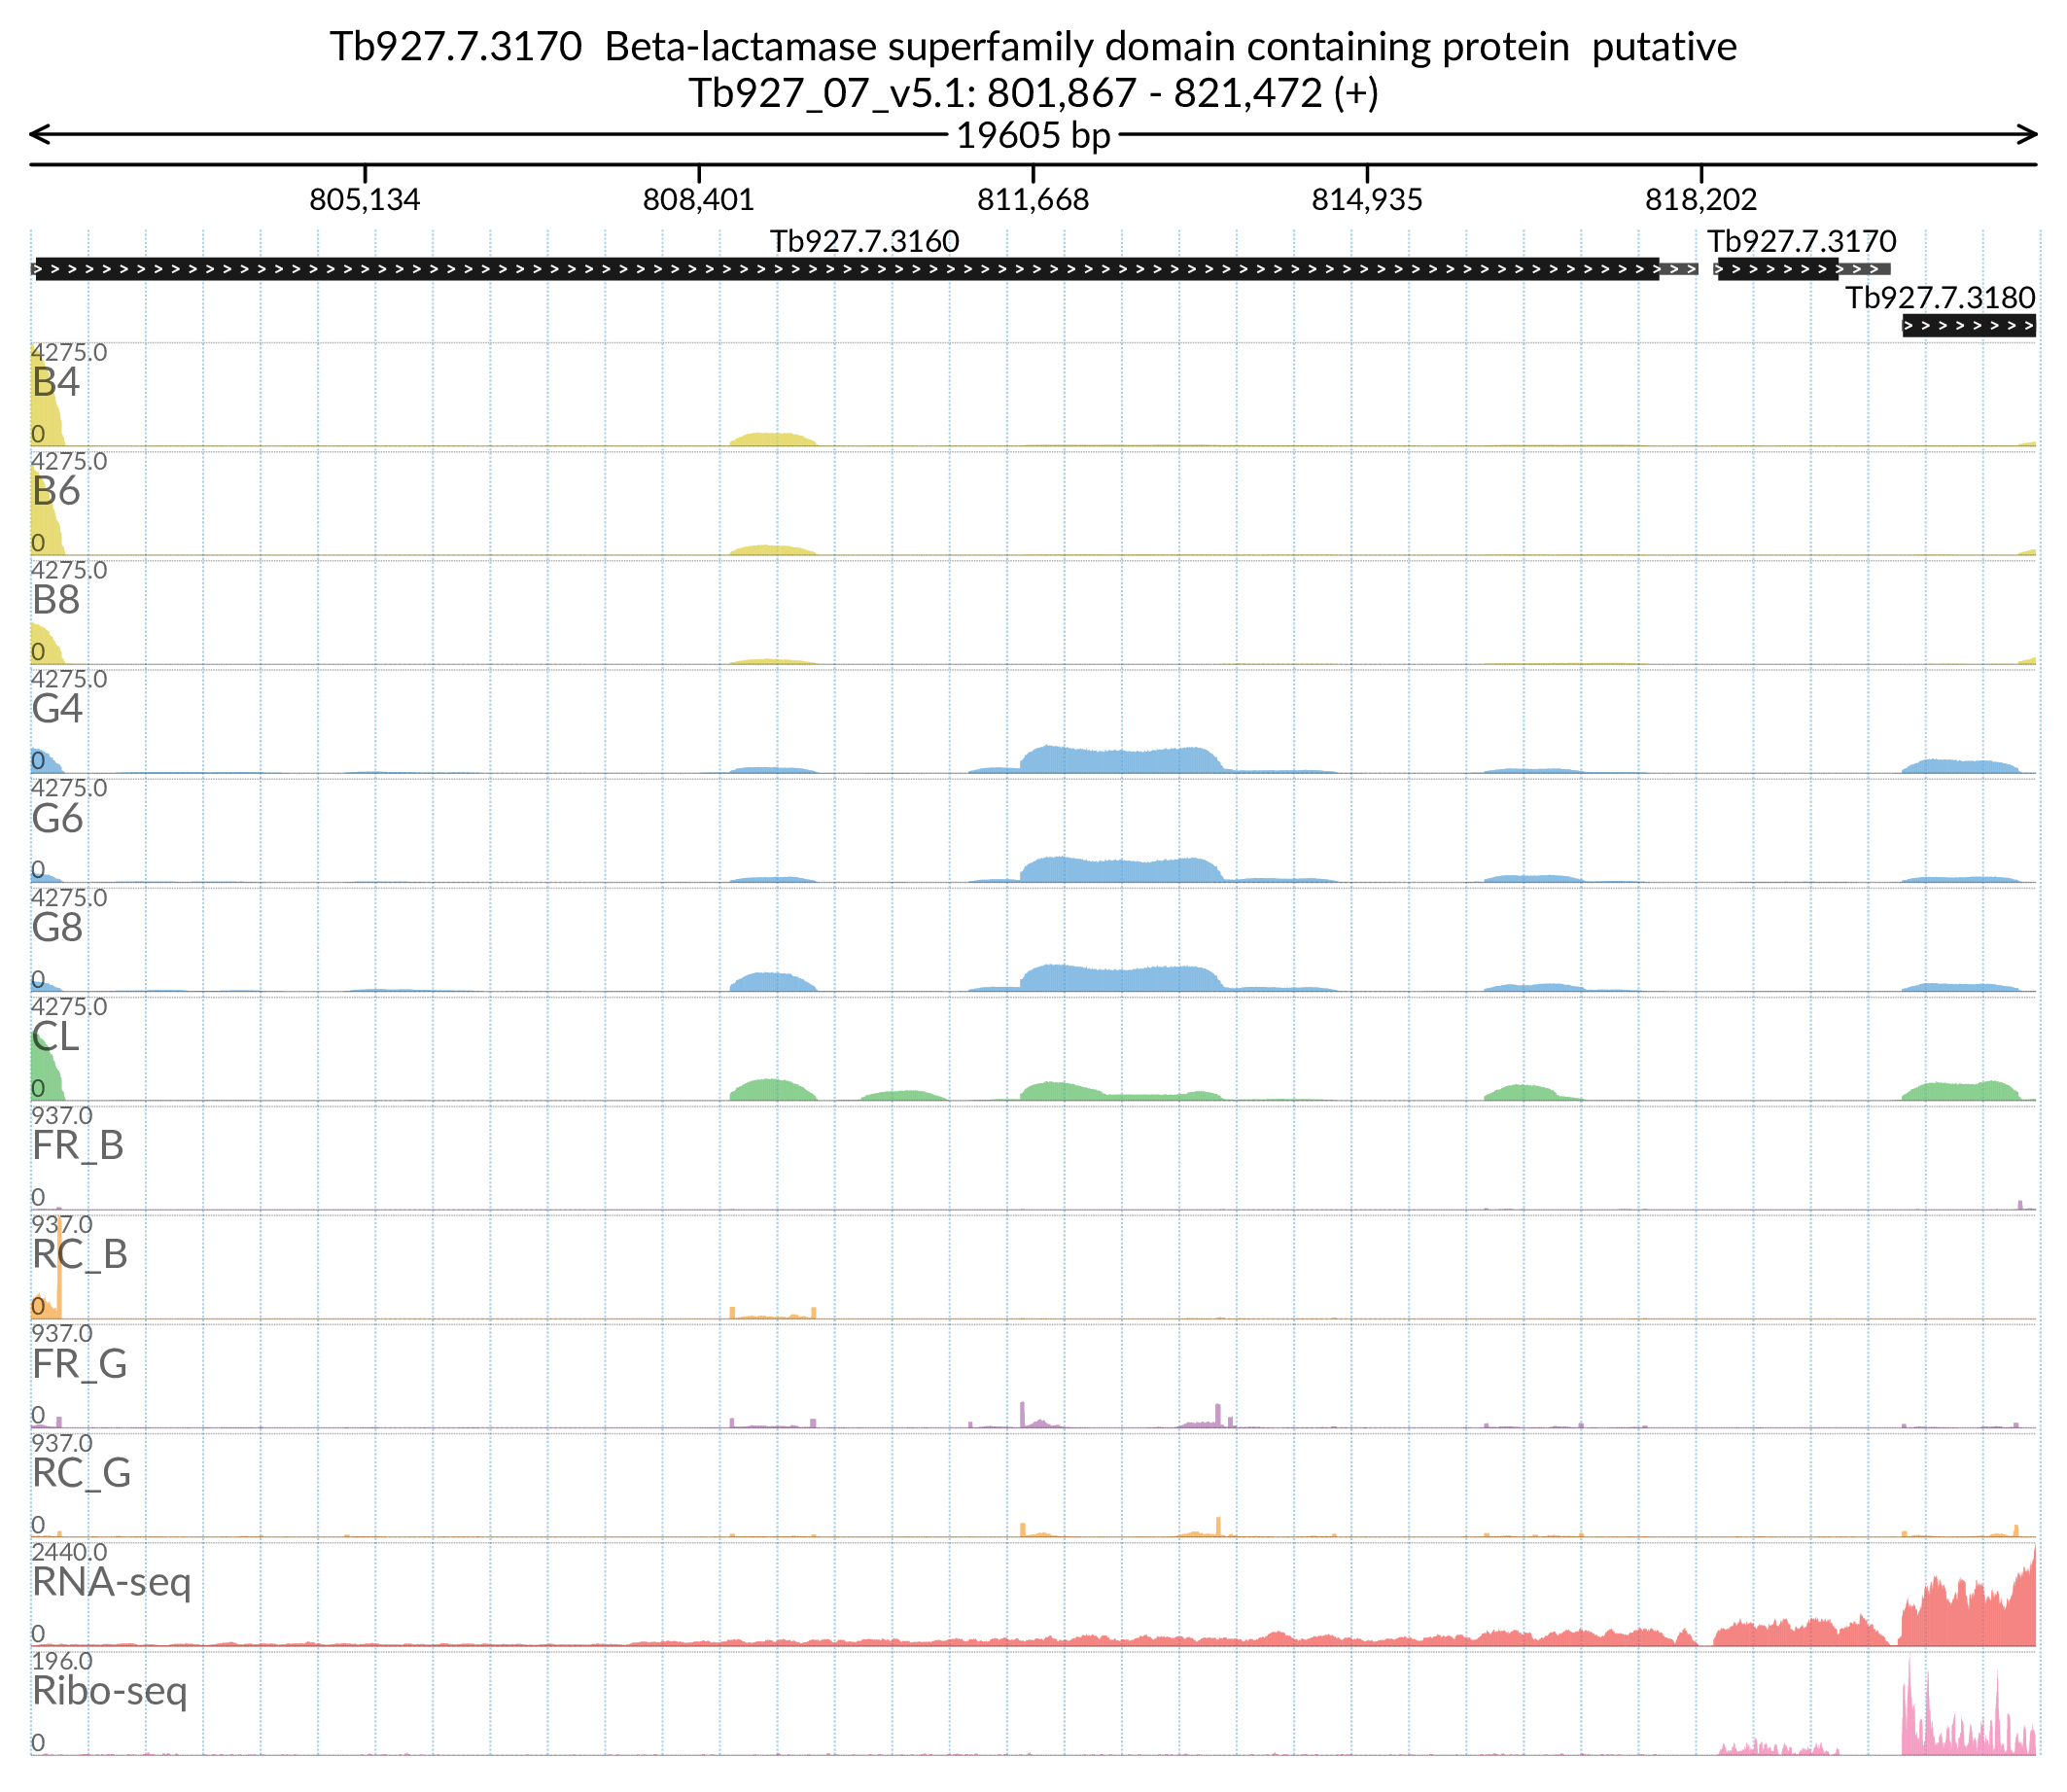 Tb927.7.3170  Beta-lactamase superfamily domain containing protein  putative
Tb927_07_v5.1: 801,867 - 821,472 (+)
19605 bp
805,134 808,401 811,668 814,935 818,202
Tb927.7.3160 Tb927.7.3170
Tb927.7.3180
4275.0
B4
0
4275.0
B6
0
4275.0
B8
0
4275.0
G4
0
4275.0
G6
0
4275.0
G8
0
4275.0
CL
0
937.0
FR_B
0
937.0
RC_B
0
937.0
FR_G
0
937.0
RC_G
0
2440.0
RNA-seq
0
196.0
Ribo-seq
0